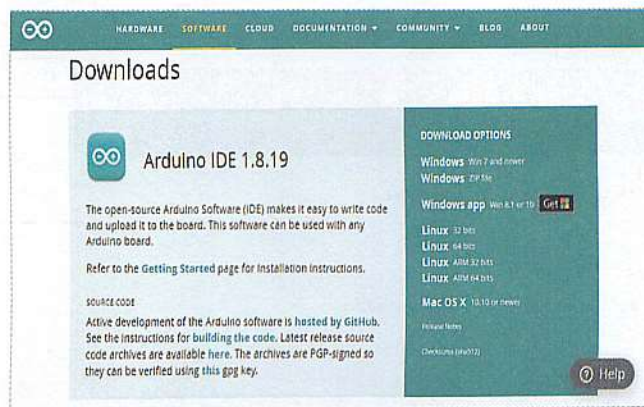 HARDWARE SOFTWARE CLOUD DOCUMENTATION COMMUNITY BLOG ABOUT
Downloads
Arduino IDE 1.8.19
The open-source Arduino Software (IDE) makes it easy to write code
and upload it to the board. This software can be used with any
Arduino board.
Refer to the Getting Started page for Installation instructions.
SOURCE CODE
Active development of the Arduino software is hosted by GitHub.
See the instructions for building the code. Latest release source
code archives are available here. The archives are PGP-signed so
they can be verified using this gpg key.
DOWNLOAD OPTIONS
Windows Win 7 and newer
Windows ZIP file
Windows app Win 8.1 or 10 Get
Linux 32 bits
Linux 64 bits
Linux ARM 32 bits
Linux ARM 64 bits
Mac OS X 10.10 or newer
Release Notes
Checksums (sha512)
Help